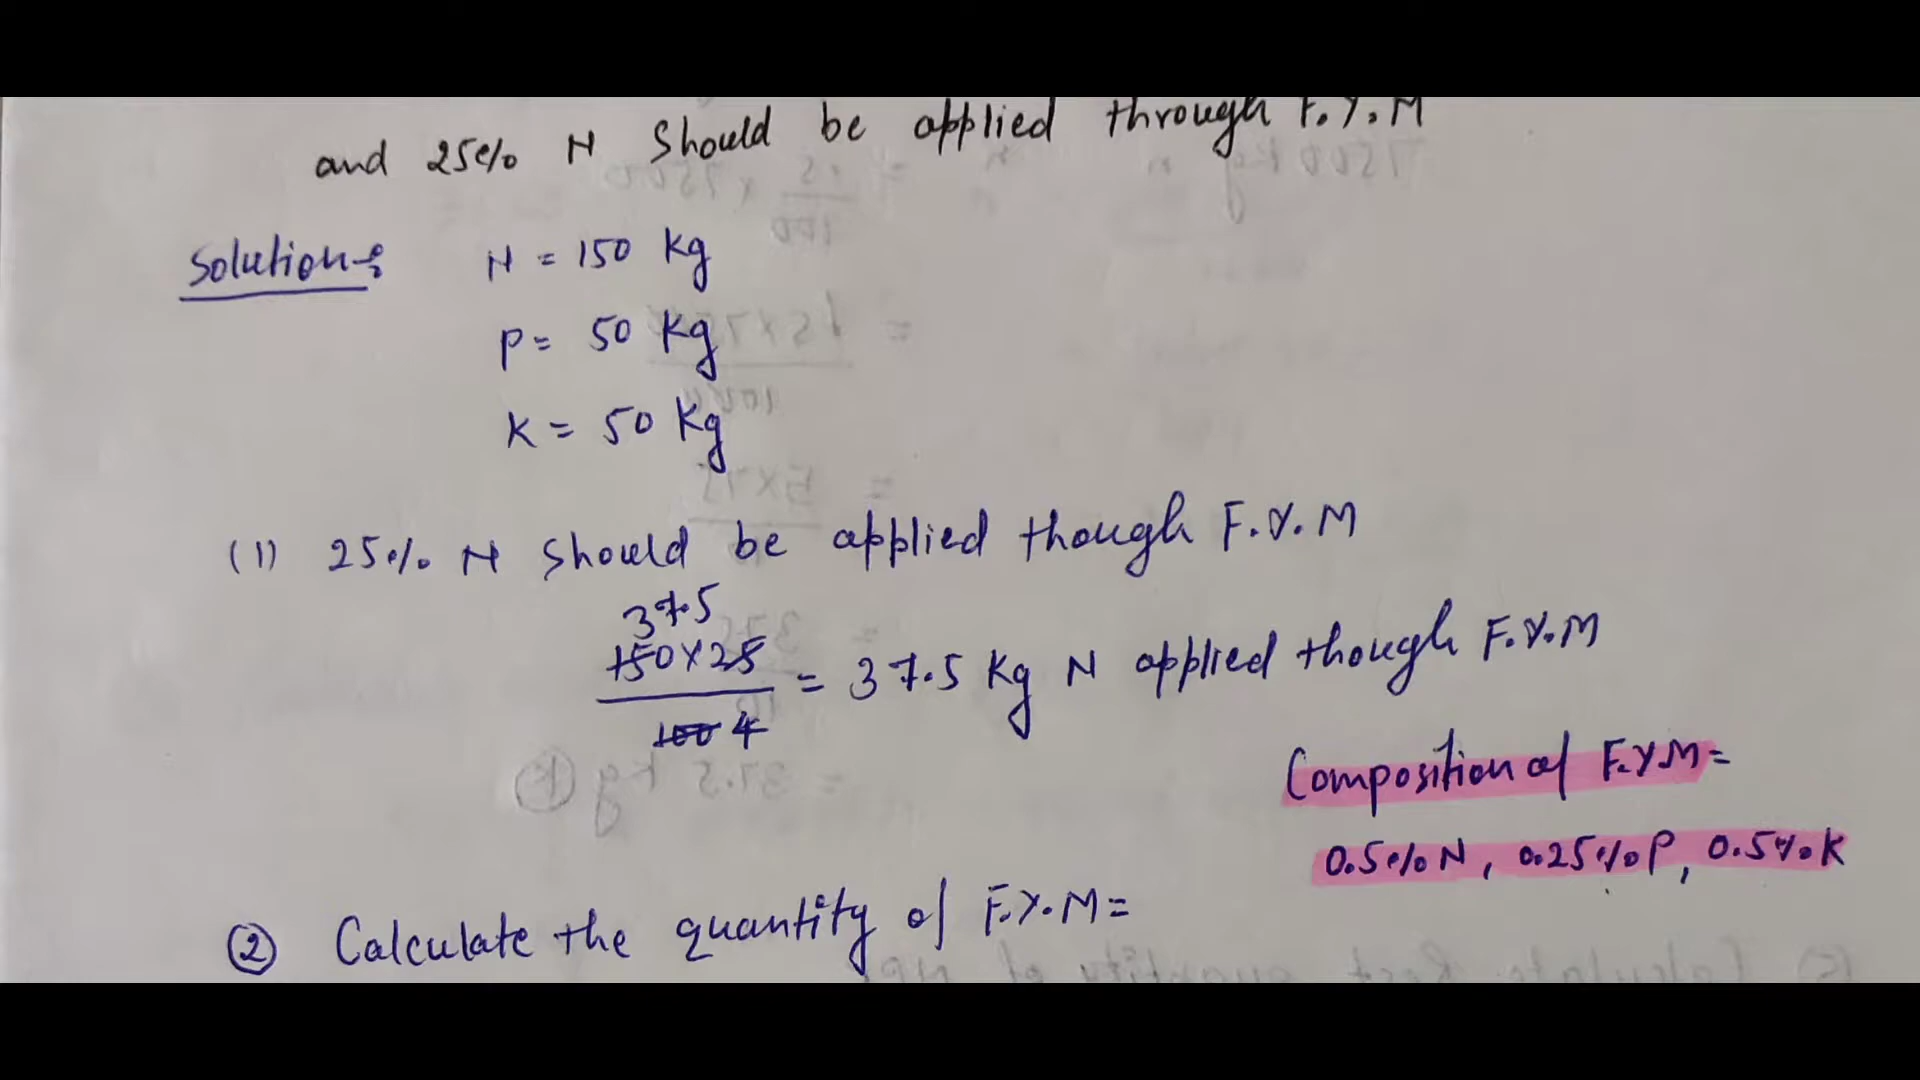 and 25% N Should be applied through F.Y.M
Solution:
N = 150 Kg
P = 50 Kg
K = 50 Kg
(1) 25% N Should be applied though F.Y.M
37.5
150 x 25
100 4
= 37.5 Kg N applied though F.Y.M
Composition of F.Y.M =
0.5% N, 0.25% P, 0.5% K
② Calculate the quantity of F.Y.M =